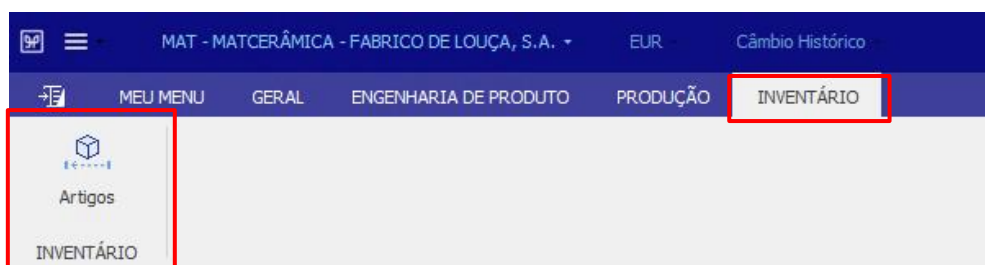 MAT - MATCERÂMICA - FABRICO DE LOUÇA, S.A. EUR Câmbio Histórico
MEU MENU GERAL ENGENHARIA DE PRODUTO PRODUÇÃO INVENTÁRIO
Artigos
INVENTÁRIO